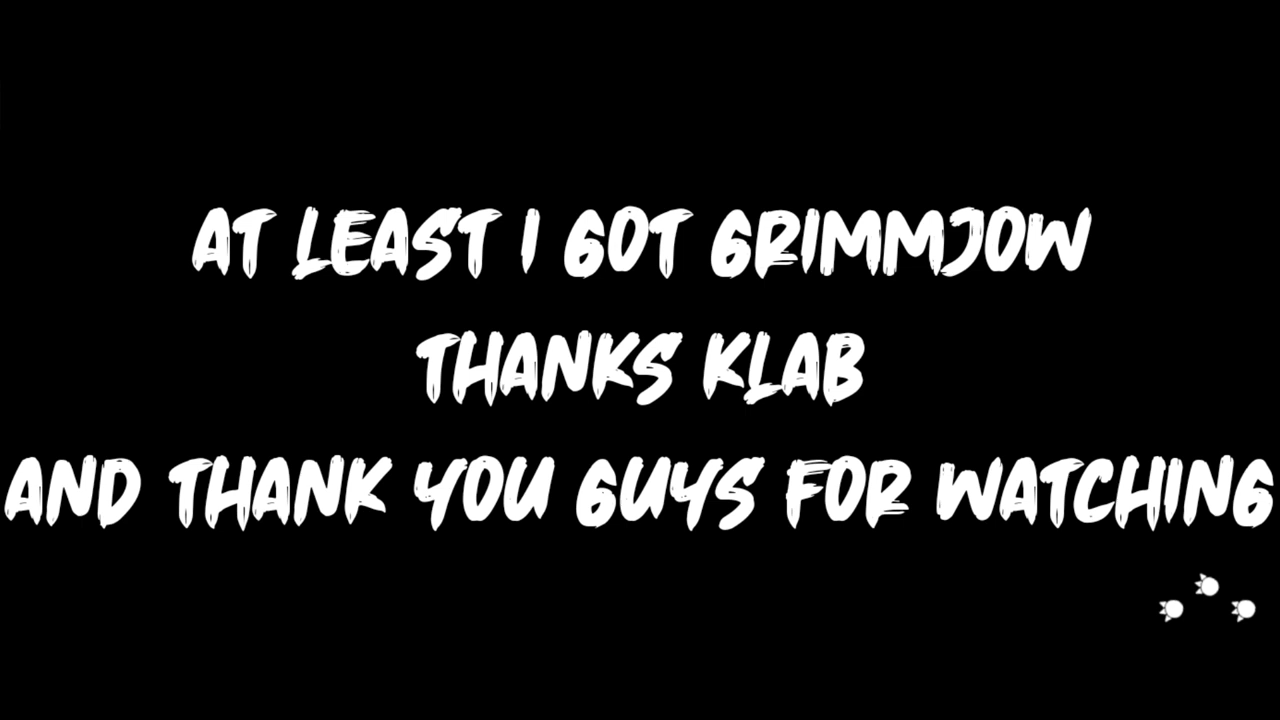 AT LEAST I GOT GRIMMJOW
THANKS KLAB
AND THANK YOU GUYS FOR WATCHING